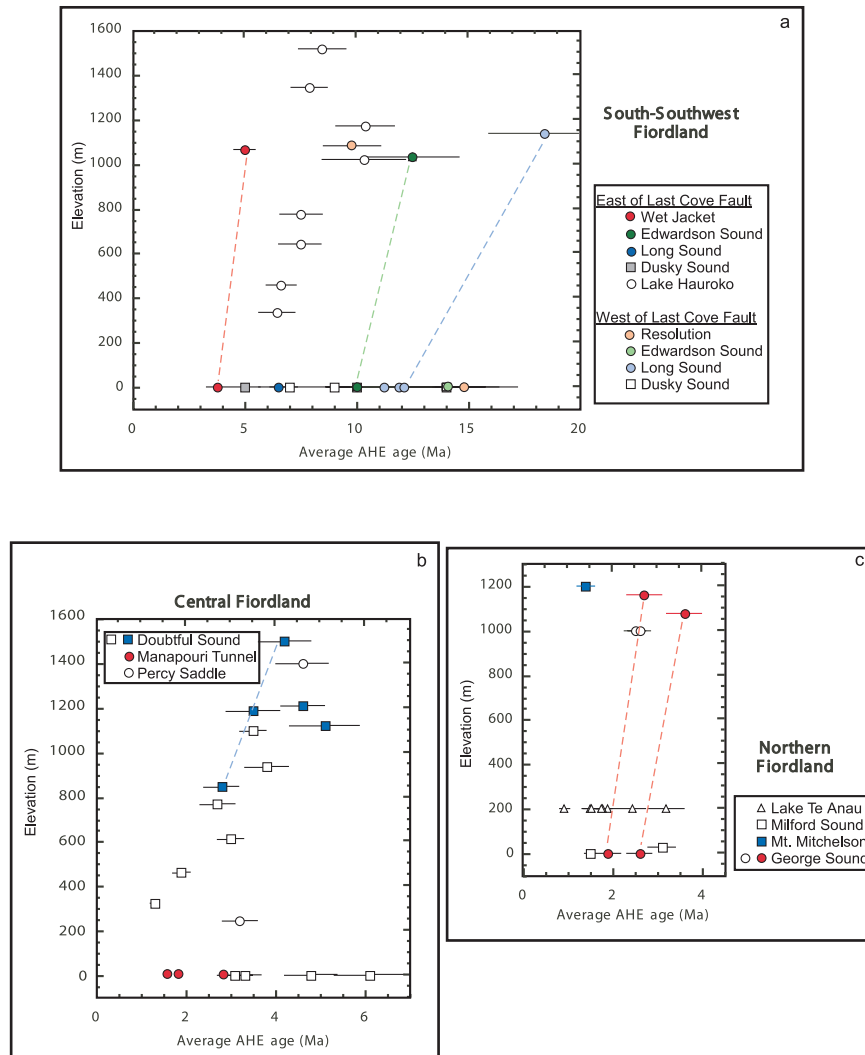 a
1600
1400
1200
1000
800
600
400
200
0
Elevation (m)
0 5 10 15 20
Average AHE age (Ma)
South-Southwest
Fiordland
East of Last Cove Fault
Wet Jacket
Edwardson Sound
Long Sound
Dusky Sound
Lake Hauroko
West of Last Cove Fault
Resolution
Edwardson Sound
Long Sound
Dusky Sound
b
Central Fiordland
1600
1400
1200
1000
800
600
400
200
0
Elevation (m)
Doubtful Sound
Manapouri Tunnel
Percy Saddle
0 2 4 6
Average AHE age (Ma)
c
1200
1000
800
600
400
200
0
Elevation (m)
0 2 4
Average AHE age (Ma)
Northern
Fiordland
Lake Te Anau
Milford Sound
Mt. Mitchelson
George Sound